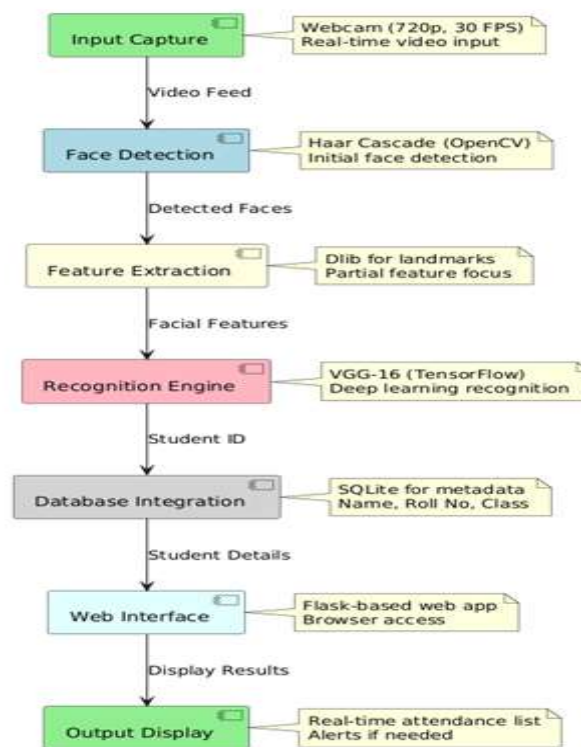 Input Capture
Webcam (720p, 30 FPS)
Real-time video input
Video Feed
Face Detection
Haar Cascade (OpenCV)
Initial face detection
Detected Faces
Feature Extraction
Dlib for landmarks
Partial feature focus
Facial Features
Recognition Engine
VGG-16 (TensorFlow)
Deep learning recognition
Student ID
Database Integration
SQLite for metadata
Name, Roll No, Class
Student Details
Web Interface
Flask-based web app
Browser access
Display Results
Output Display
Real-time attendance list
Alerts if needed